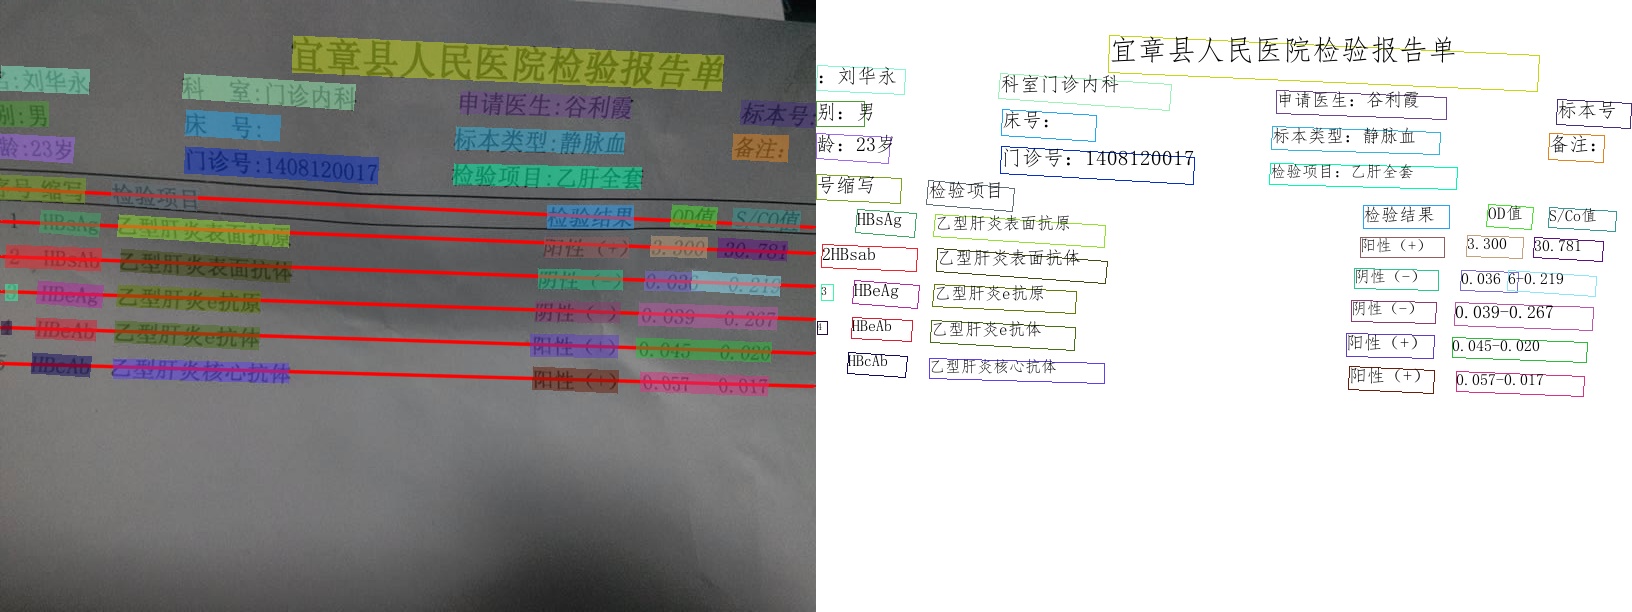 宜章县人民医院检验报告单
名:刘华永 科 室:门诊内科 申请医生:谷利霞 标本号
别:男 床 号: 标本类型:静脉血 备注:
龄:23岁 门诊号:1408120017 检验项目:乙肝全套
序号 缩写 检验项目 检验结果 OD值 S/CO值
1 HBsAg 乙型肝炎表面抗原 阳性(+) 3.300 30.781
2 HBsAb 乙型肝炎表面抗体 阴性(-) 0.036 0.219
3 HBeAg 乙型肝炎e抗原 阴性(-) 0.039 0.267
4 HBeAb 乙型肝炎e抗体 阳性(+) 0.045 0.020
5 HBcAb 乙型肝炎核心抗体 阳性(+) 0.057 0.017
宜章县人民医院检验报告单
: 刘华永 科室门诊内科 申请医生: 谷利霞 标本号
别: 男 床号: 标本类型: 静脉血 备注:
龄: 23岁 门诊号: 1408120017 检验项目: 乙肝全套
号缩写 检验项目 检验结果 OD值 S/Co值
HBsAg 乙型肝炎表面抗原 阳性(+) 3.300 30.781
2HBsab 乙型肝炎表面抗体 阴性(-) 0.036 6-0.219
3 HBeAg 乙型肝炎e抗原 阴性(-) 0.039-0.267
4 HBeAb 乙型肝炎e抗体 阳性(+) 0.045-0.020
HBcAb 乙型肝炎核心抗体 阳性(+) 0.057-0.017